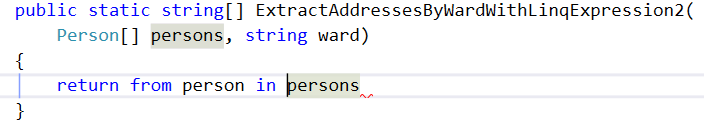 public static string[] ExtractAddressesByWardWithLinqExpression2(
Person[] persons, string ward)
{
return from person in persons
}